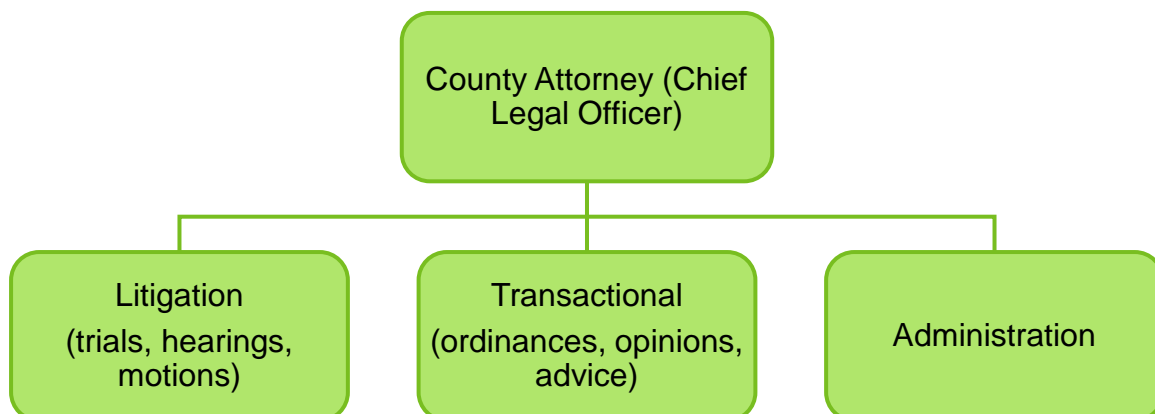 County Attorney (Chief
Legal Officer)
Litigation
(trials, hearings,
motions)
Transactional
(ordinances, opinions,
advice)
Administration